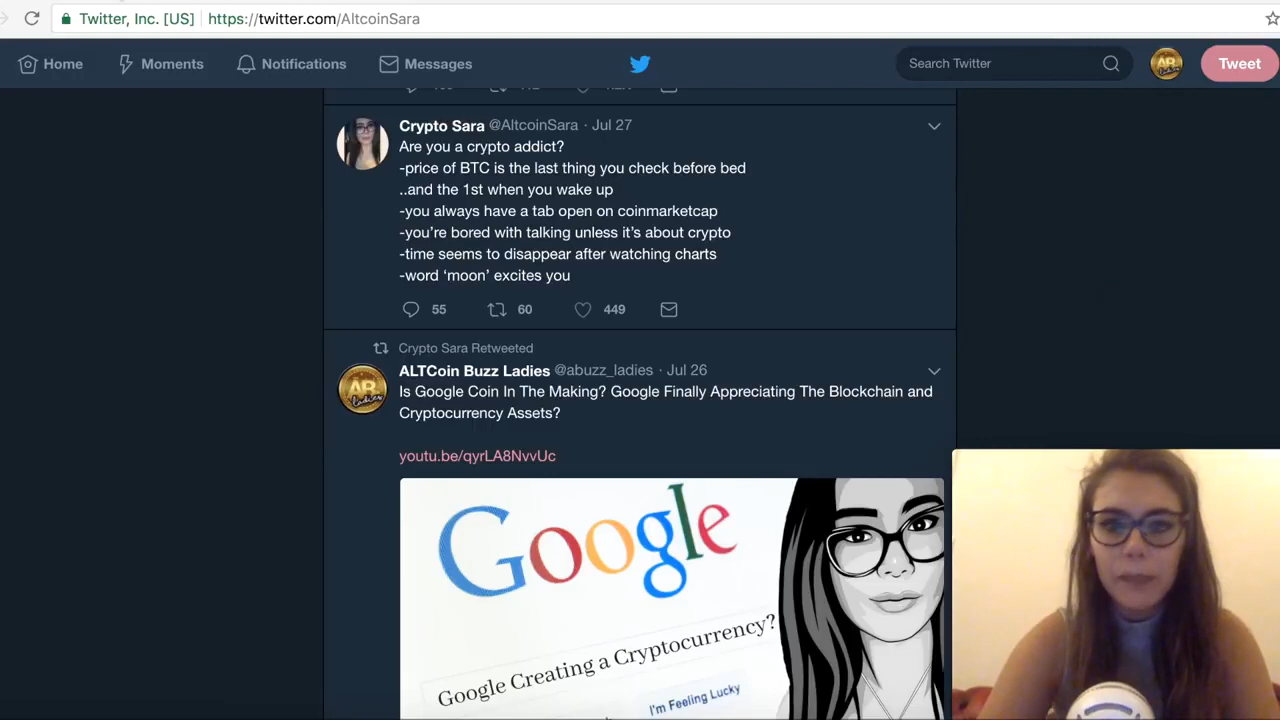 Twitter, Inc. [US] https://twitter.com/AltcoinSara
Home Moments Notifications Messages Search Twitter Tweet
Crypto Sara @AltcoinSara · Jul 27
Are you a crypto addict?
-price of BTC is the last thing you check before bed
..and the 1st when you wake up
-you always have a tab open on coinmarketcap
-you’re bored with talking unless it’s about crypto
-time seems to disappear after watching charts
-word ‘moon’ excites you
55 60 449
Crypto Sara Retweeted
ALTCoin Buzz Ladies @abuzz_ladies · Jul 26
Is Google Coin In The Making? Google Finally Appreciating The Blockchain and
Cryptocurrency Assets?
youtu.be/qyrLA8NvvUc
Google
Google Creating a Cryptocurrency?
I'm Feeling Lucky